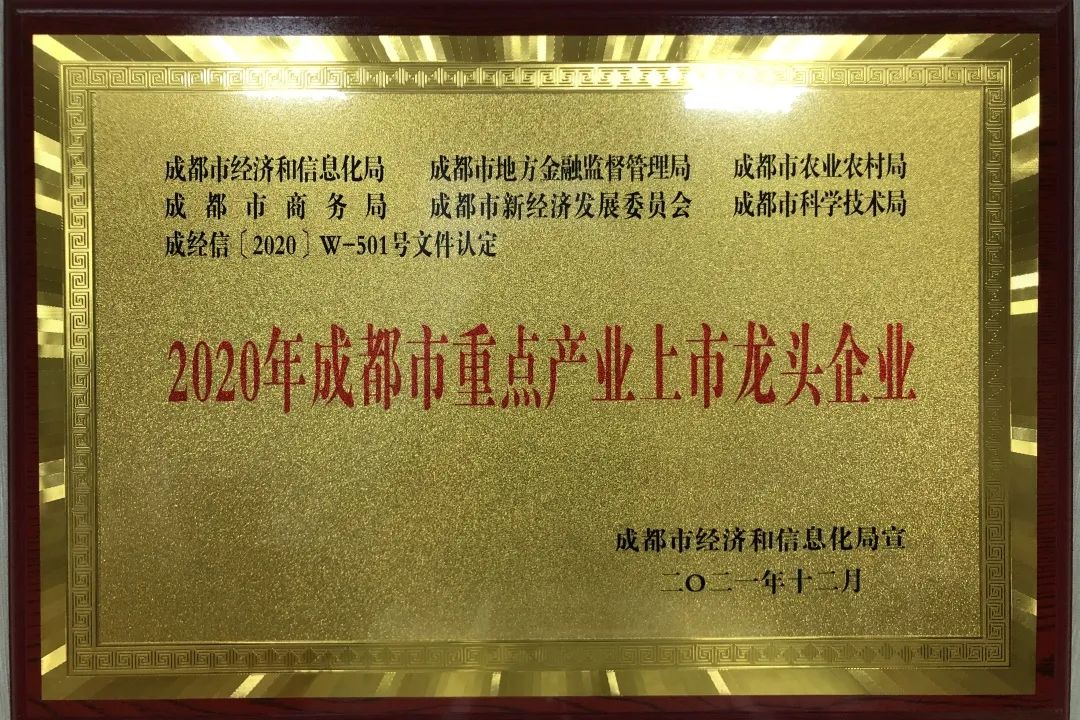 成都市经济和信息化局 成都市地方金融监督管理局 成都市农业农村局
成都市商务局 成都市新经济发展委员会 成都市科学技术局
成经信〔2020〕W-501号文件认定
2020年成都市重点产业上市龙头企业
成都市经济和信息化局宣
二〇二一年十二月